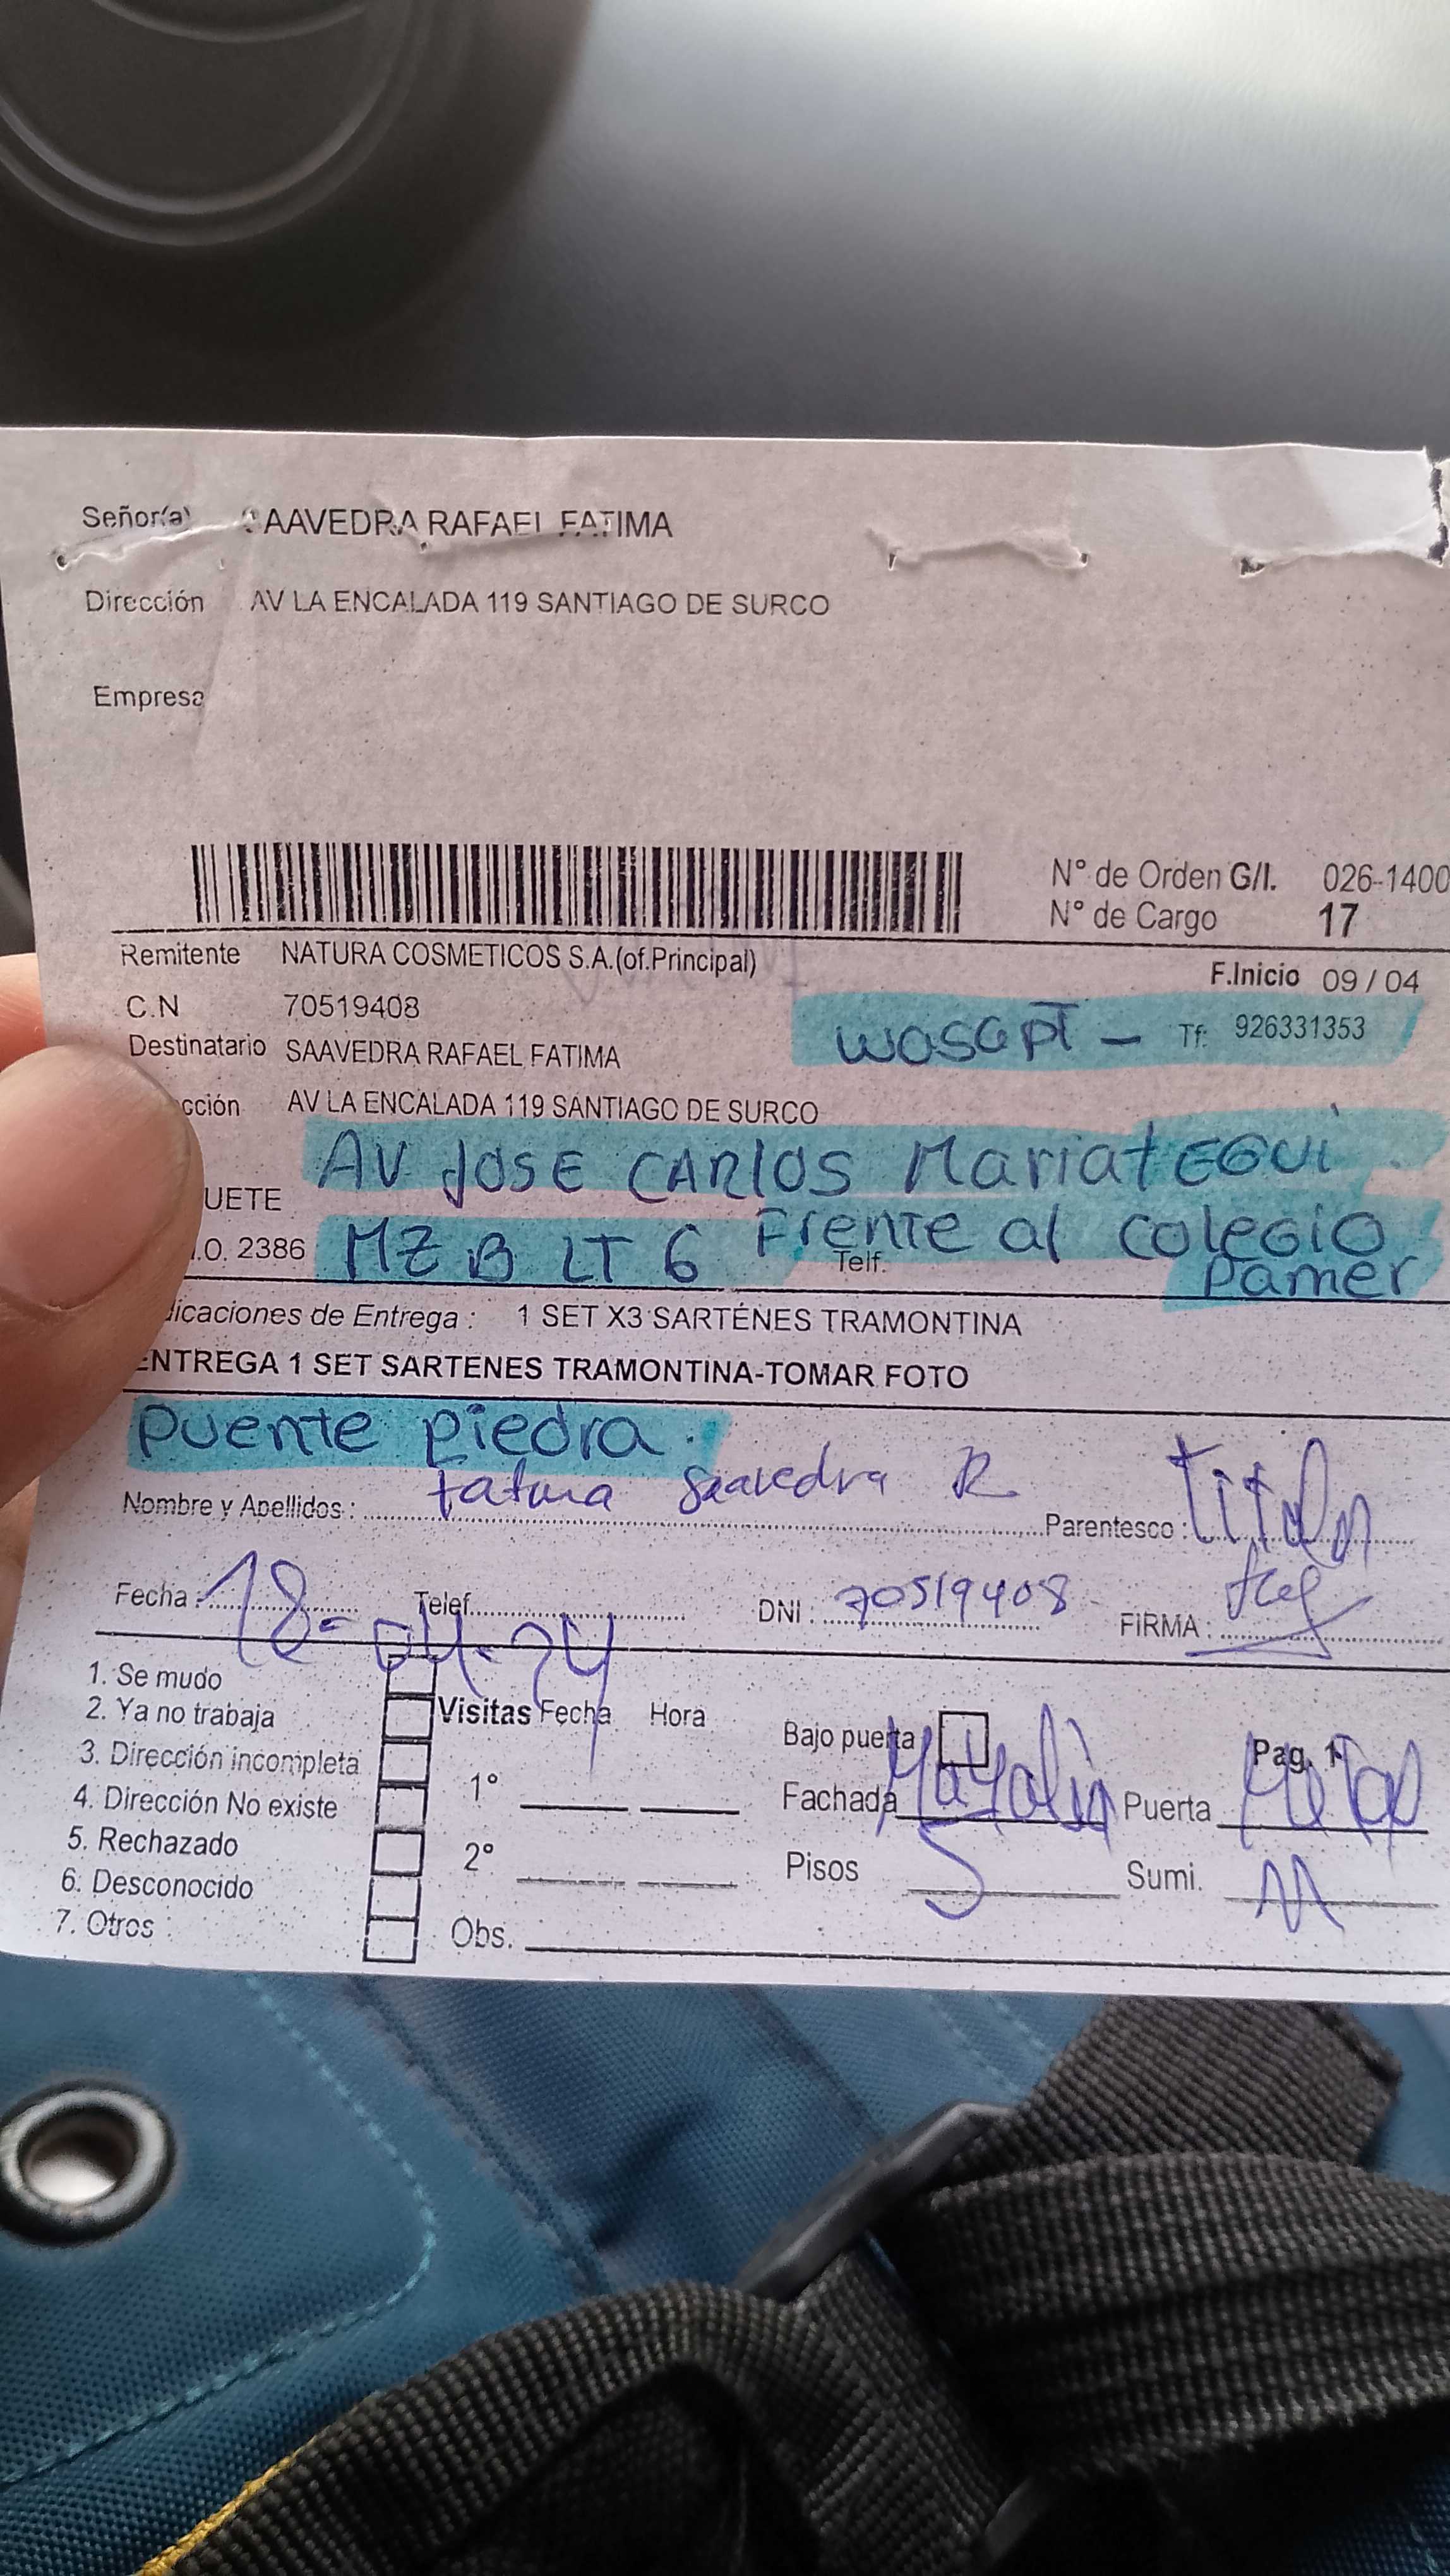 Señor(a) SAAVEDRA RAFAEL FATIMA
Dirección AV LA ENCALADA 119 SANTIAGO DE SURCO
Empresa
N° de Orden G/I. 026-1400
N° de Cargo 17
Remitente NATURA COSMETICOS S.A.(of.Principal)
F.Inicio 09 / 04
C.N 70519408
wasapt - Tf: 926331353
Destinatario SAAVEDRA RAFAEL FATIMA
cción AV LA ENCALADA 119 SANTIAGO DE SURCO
AV JOSE CARLOS MariatEGUi
UETE
.O. 2386 MZ B LT 6 Frente al colegio
Telf. Pamer
icaciones de Entrega : 1 SET X3 SARTÉNES TRAMONTINA
ENTREGA 1 SET SARTENES TRAMONTINA-TOMAR FOTO
Puente piedra.
Nombre y Apellidos : Fatima Saavedra R Parentesco :
Fecha : 18-04-24 Telef. DNI : 70519408 FIRMA :
1. Se mudo
2. Ya no trabaja Visitas Fecha Hora Bajo puerta Pag. 1
3. Dirección incompleta
4. Dirección No existe 1° Fachada Puerta
5. Rechazado 2° Pisos 5 Sumi.
6. Desconocido
7. Otros : Obs.